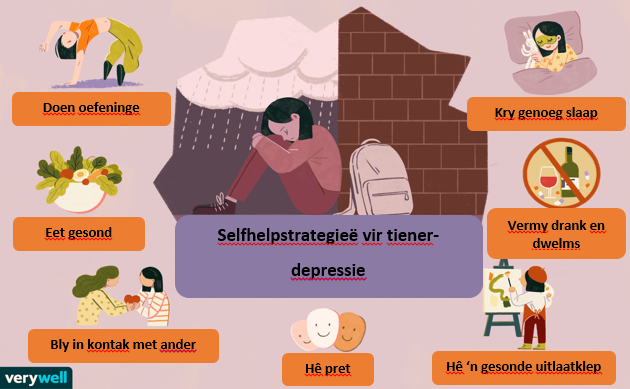 Doen oefeninge
Kry genoeg slaap
Eet gesond
Selfhelpstrategieë vir tiener-
depressie
Vermy drank en
dwelms
Bly in kontak met ander
Hê pret
Hê ‘n gesonde uitlaatklep
verywell